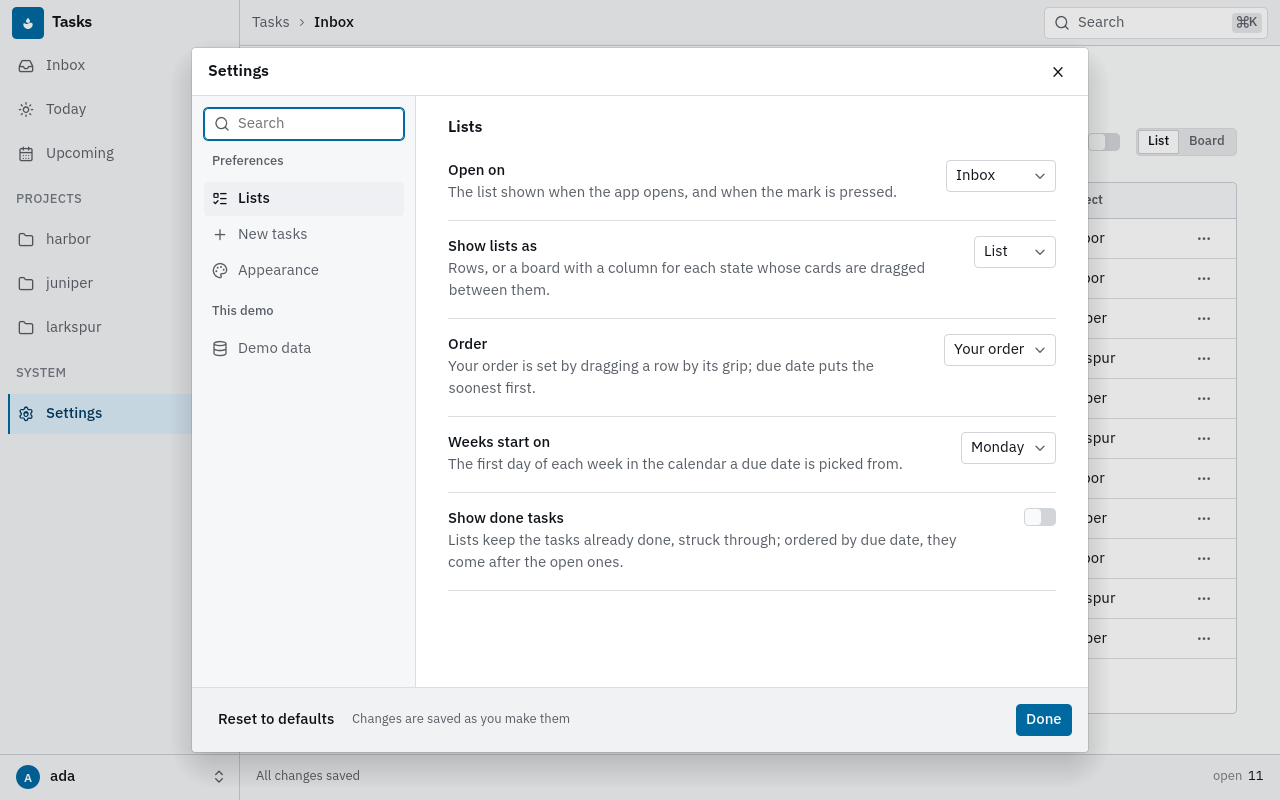 Tasks
Tasks › Inbox
Search ⌘K
Inbox
Today
Upcoming
PROJECTS
harbor
juniper
larkspur
SYSTEM
Settings
ada
A
Settings
Search
Preferences
Lists
New tasks
Appearance
This demo
Demo data
Lists
Open on
The list shown when the app opens, and when the mark is pressed.
Inbox
Show lists as
Rows, or a board with a column for each state whose cards are dragged
between them.
List
Order
Your order is set by dragging a row by its grip; due date puts the
soonest first.
Your order
Weeks start on
The first day of each week in the calendar a due date is picked from.
Monday
Show done tasks
Lists keep the tasks already done, struck through; ordered by due date, they
come after the open ones.
Reset to defaults
Changes are saved as you make them
Done
List
Board
All changes saved
open 11